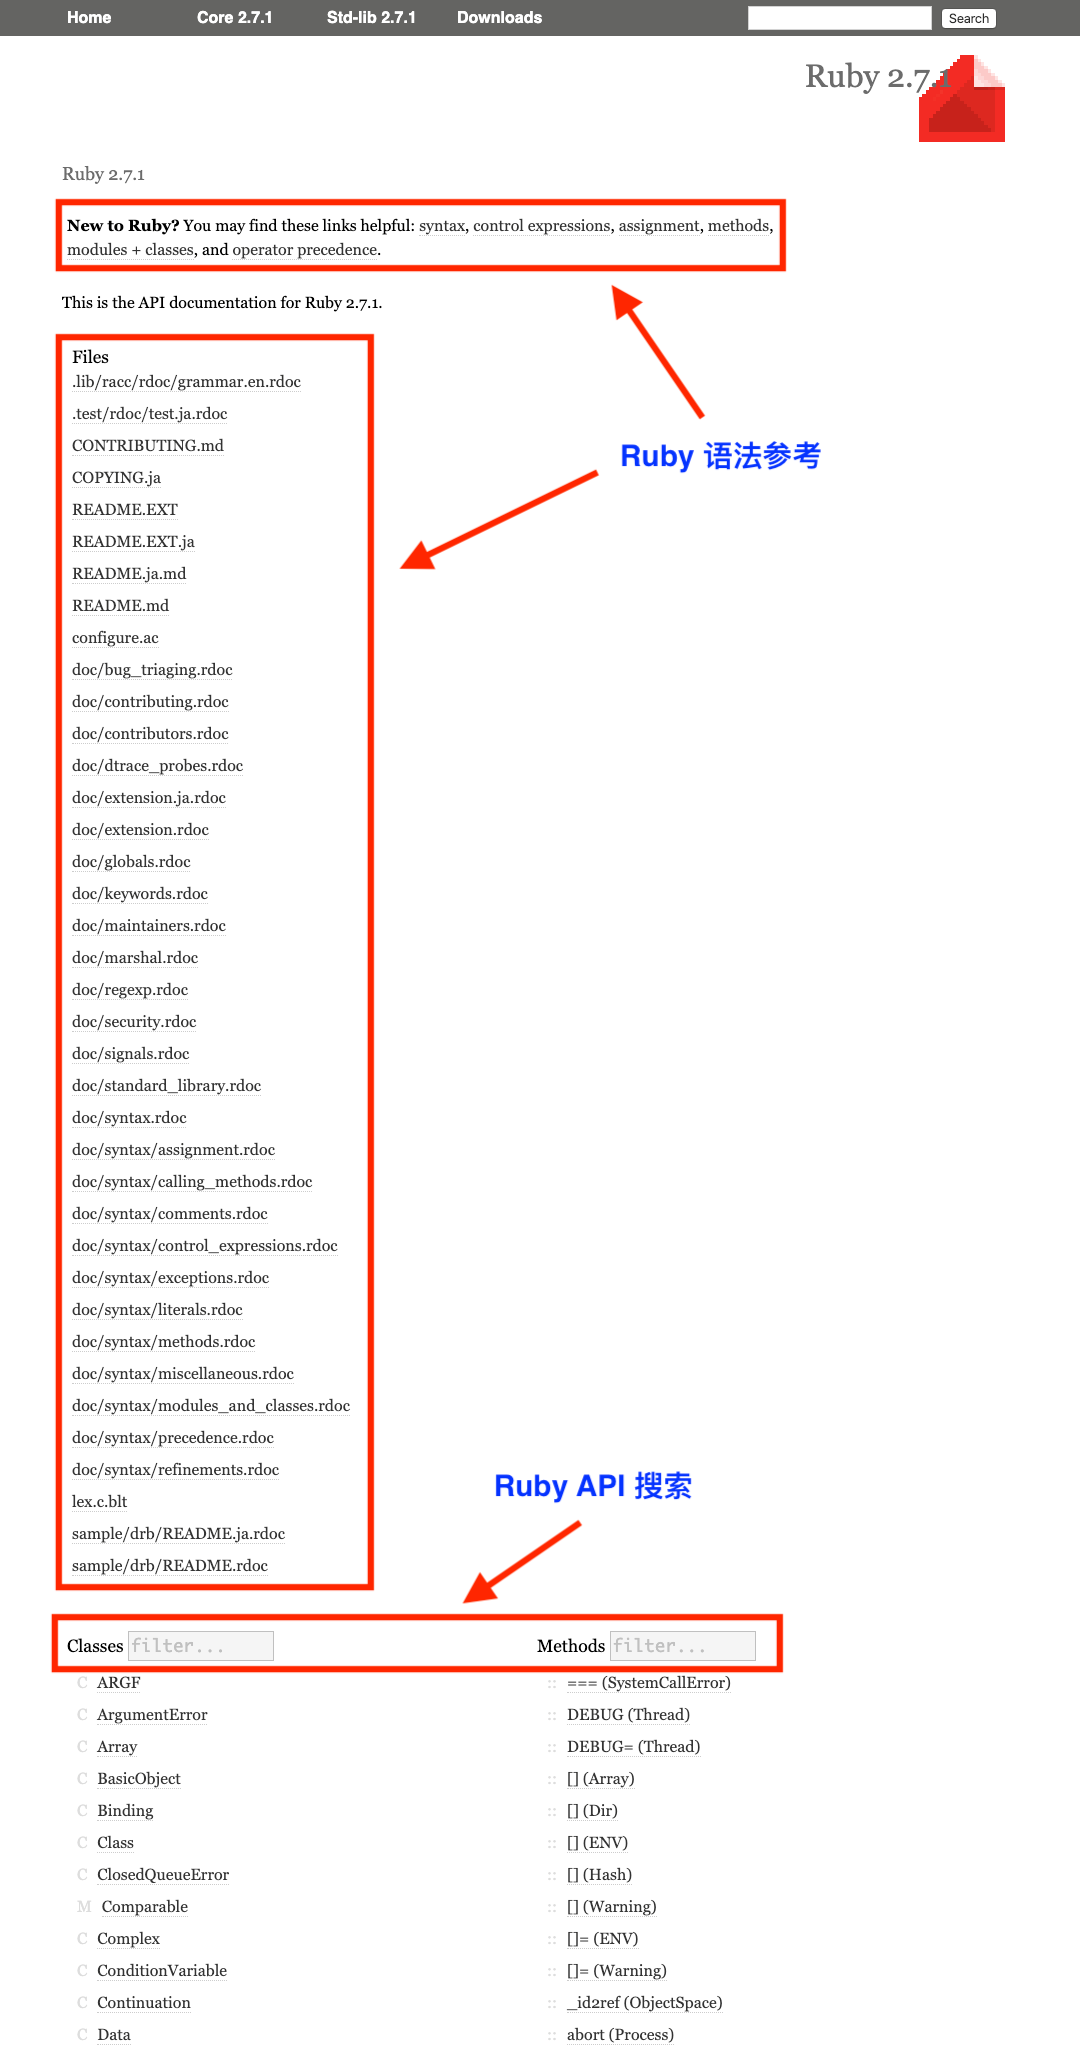 Home Core 2.7.1 Std-lib 2.7.1 Downloads Search
Ruby 2.7.1
Ruby 2.7.1
New to Ruby? You may find these links helpful: syntax, control expressions, assignment, methods,
modules + classes, and operator precedence.
This is the API documentation for Ruby 2.7.1.
Ruby 语法参考
Files
.lib/racc/rdoc/grammar.en.rdoc
.test/rdoc/test.ja.rdoc
CONTRIBUTING.md
COPYING.ja
README.EXT
README.EXT.ja
README.ja.md
README.md
configure.ac
doc/bug_triaging.rdoc
doc/contributing.rdoc
doc/contributors.rdoc
doc/dtrace_probes.rdoc
doc/extension.ja.rdoc
doc/extension.rdoc
doc/globals.rdoc
doc/keywords.rdoc
doc/maintainers.rdoc
doc/marshal.rdoc
doc/regexp.rdoc
doc/security.rdoc
doc/signals.rdoc
doc/standard_library.rdoc
doc/syntax.rdoc
doc/syntax/assignment.rdoc
doc/syntax/calling_methods.rdoc
doc/syntax/comments.rdoc
doc/syntax/control_expressions.rdoc
doc/syntax/exceptions.rdoc
doc/syntax/literals.rdoc
doc/syntax/methods.rdoc
doc/syntax/miscellaneous.rdoc
doc/syntax/modules_and_classes.rdoc
doc/syntax/precedence.rdoc
doc/syntax/refinements.rdoc
lex.c.blt
sample/drb/README.ja.rdoc
sample/drb/README.rdoc
Ruby API 搜索
Classes filter...
C ARGF
C ArgumentError
C Array
C BasicObject
C Binding
C Class
C ClosedQueueError
M Comparable
C Complex
C ConditionVariable
C Continuation
C Data
Methods filter...
:: === (SystemCallError)
:: DEBUG (Thread)
:: DEBUG= (Thread)
:: [] (Array)
:: [] (Dir)
:: [] (ENV)
:: [] (Hash)
:: [] (Warning)
:: []= (ENV)
:: []= (Warning)
:: _id2ref (ObjectSpace)
:: abort (Process)